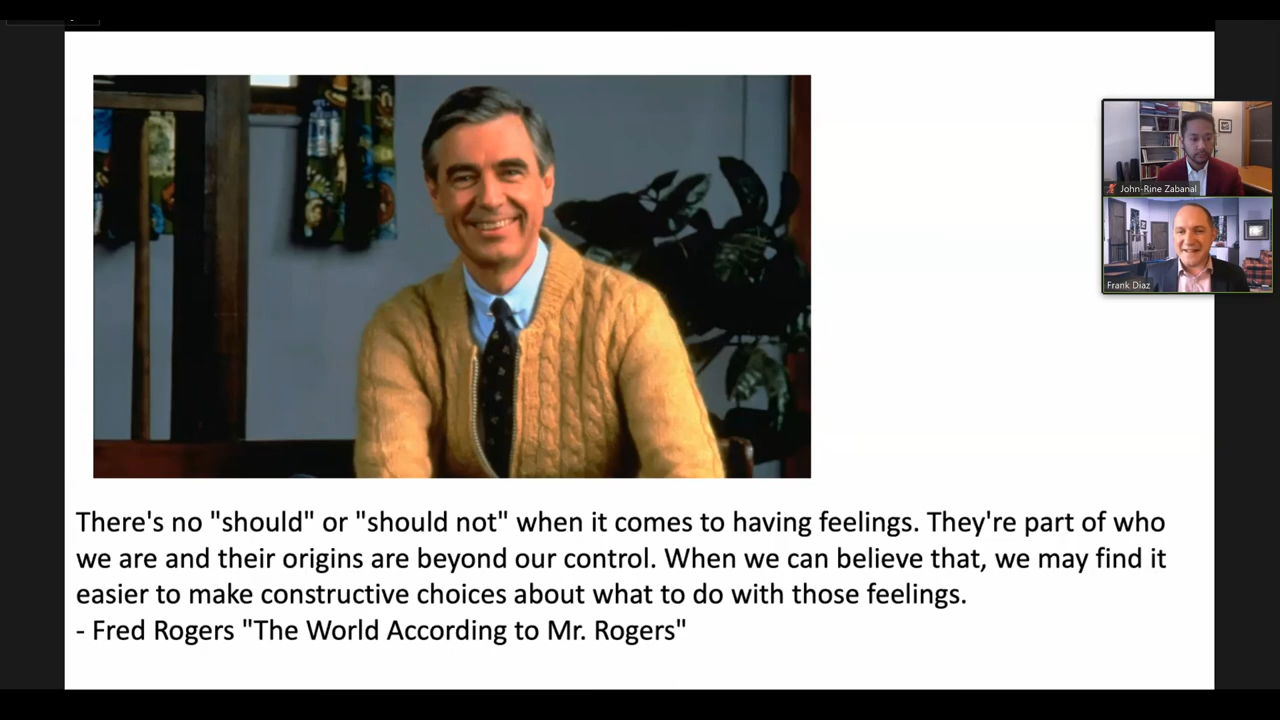 John-Rine Zabanal
Frank Diaz
There's no "should" or "should not" when it comes to having feelings. They're part of who
we are and their origins are beyond our control. When we can believe that, we may find it
easier to make constructive choices about what to do with those feelings.
- Fred Rogers "The World According to Mr. Rogers"